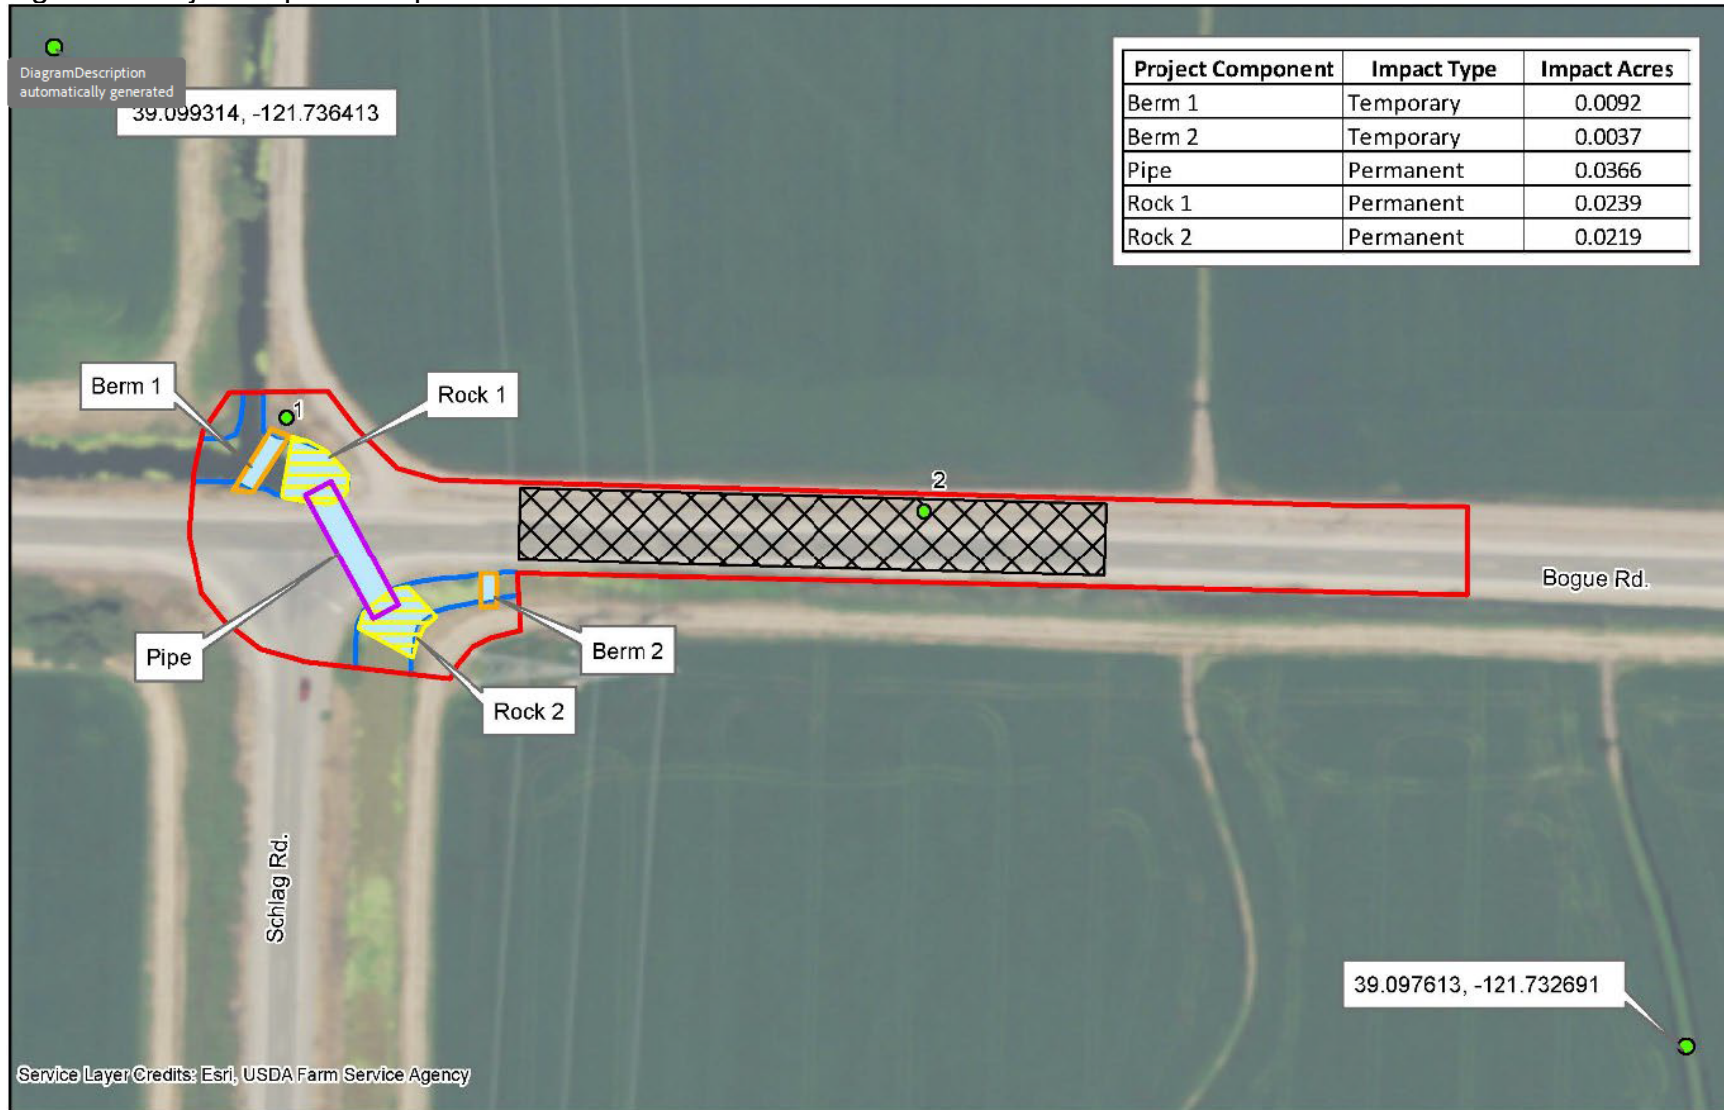 DiagramDescription
automatically generated
39.099314, -121.736413
Project Component Impact Type Impact Acres
Berm 1 Temporary 0.0092
Berm 2 Temporary 0.0037
Pipe Permanent 0.0366
Rock 1 Permanent 0.0239
Rock 2 Permanent 0.0219
Berm 1
Rock 1
1
2
Bogue Rd.
Pipe
Berm 2
Rock 2
Schlag Rd.
39.097613, -121.732691
Service Layer Credits: Esri, USDA Farm Service Agency